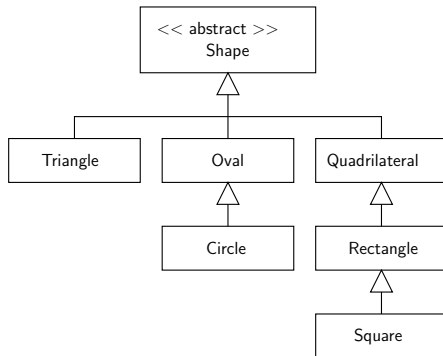 << abstract >>
Shape
Triangle
Oval
Quadrilateral
Circle
Rectangle
Square